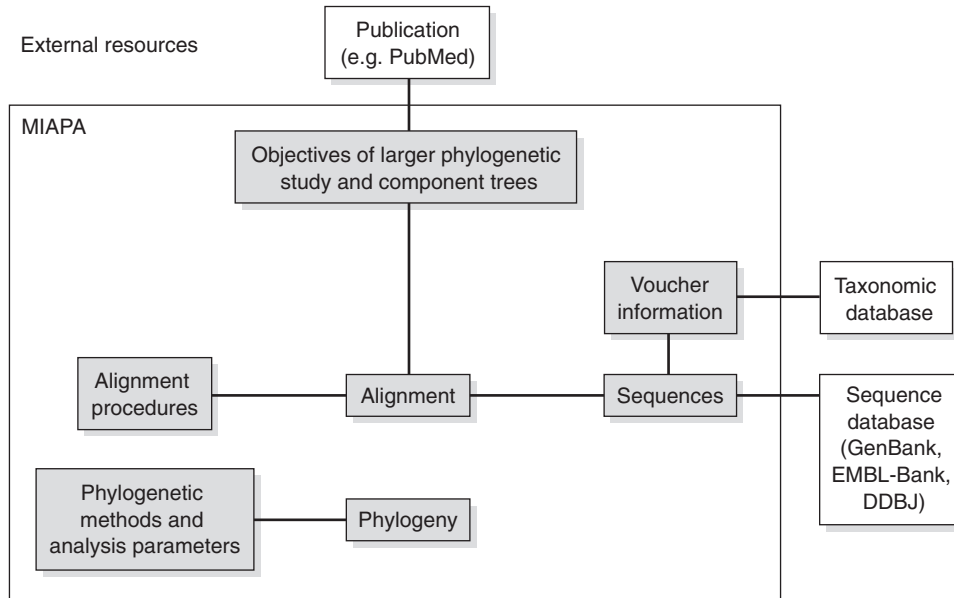 External resources
Publication
(e.g. PubMed)
MIAPA
Objectives of larger phylogenetic
study and component trees
Voucher
information
Taxonomic
database
Alignment
procedures
Alignment
Sequences
Sequence
database
(GenBank,
EMBL-Bank,
DDBJ)
Phylogenetic
methods and
analysis parameters
Phylogeny